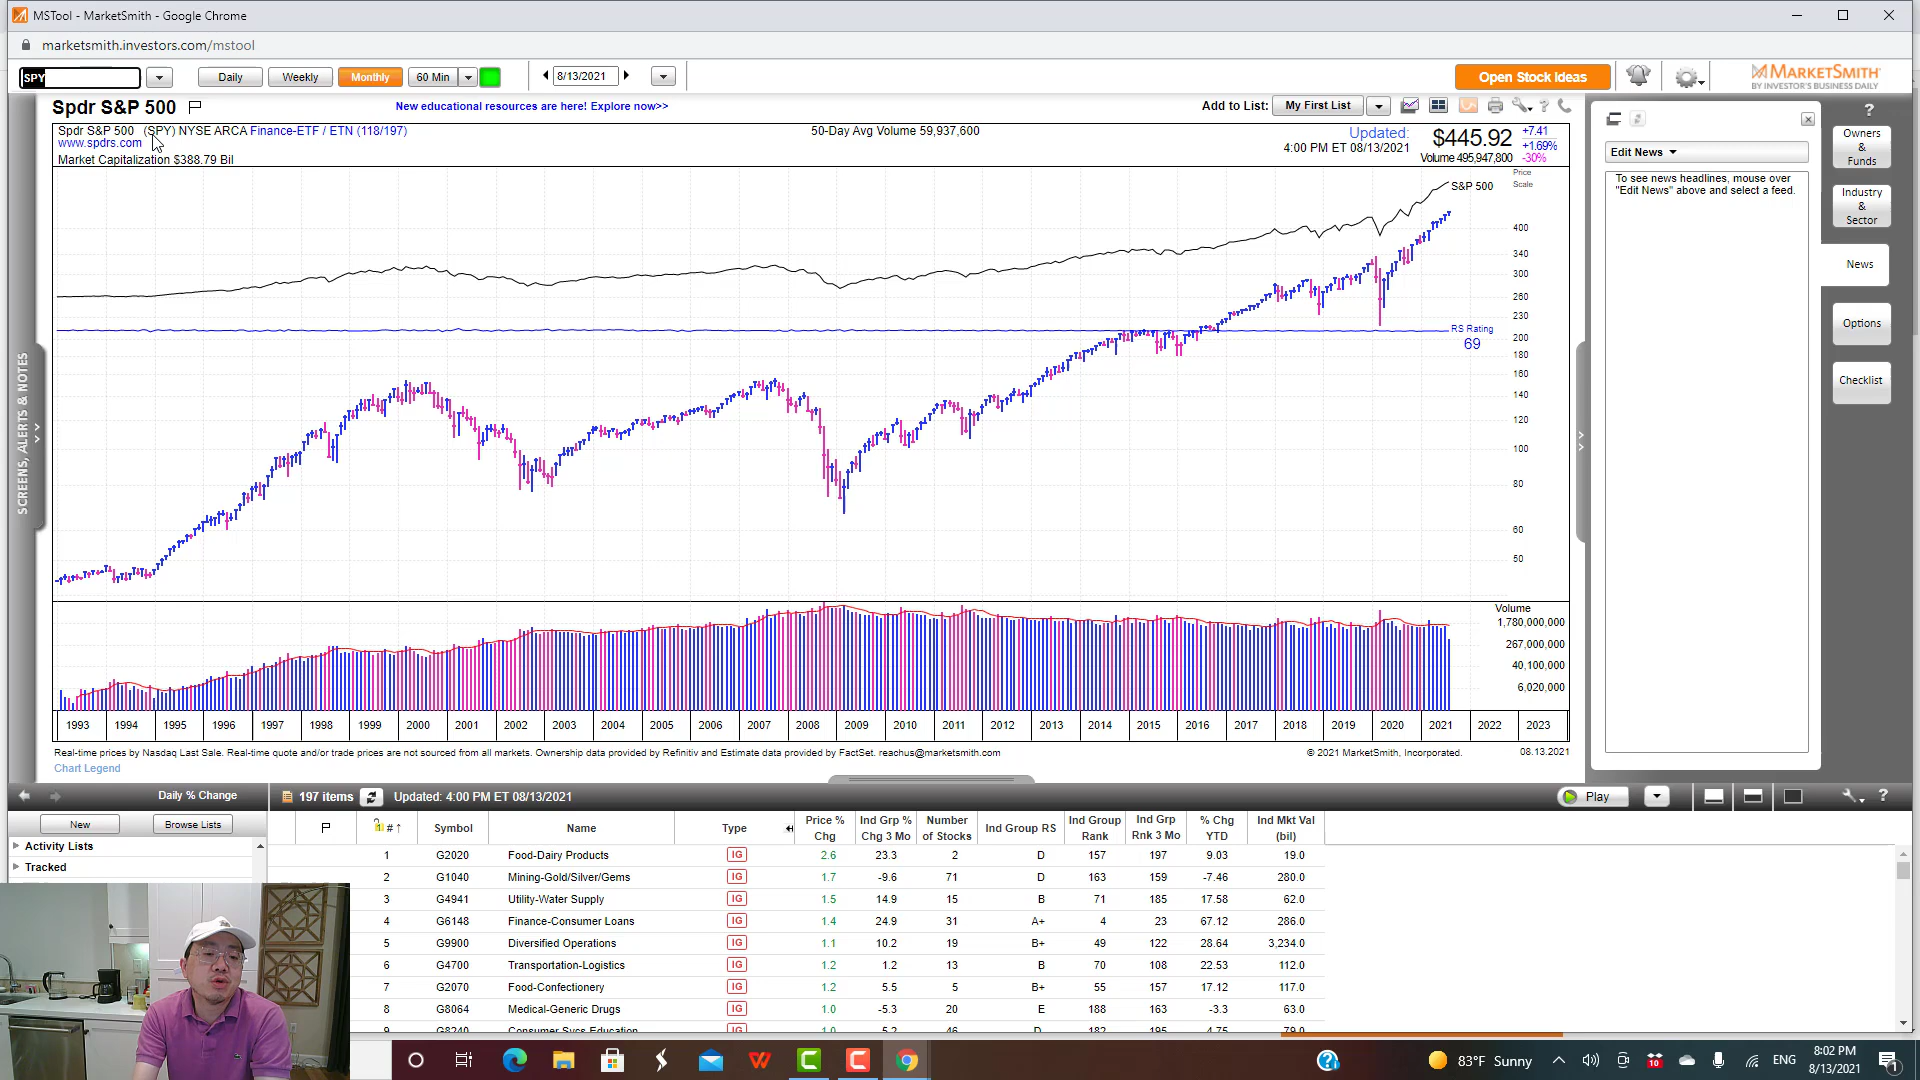 MSTool - MarketSmith - Google Chrome
marketsmith.investors.com/mstool
SPY
Daily
Weekly
Monthly
60 Min
8/13/2021
Open Stock Ideas
MARKETSMITH
BY INVESTOR'S BUSINESS DAILY
Spdr S&P 500
New educational resources are here! Explore now>>
Add to List:
My First List
Spdr S&P 500 (SPY) NYSE ARCA Finance-ETF / ETN (118/197)
www.spdrs.com
Market Capitalization $388.79 Bil
50-Day Avg Volume 59,937,600
Updated:
4:00 PM ET 08/13/2021
$445.92
Volume 495,947,800
+7.41
+1.69%
-30%
Price
Scale
S&P 500
400
340
300
260
230
200
180
160
140
120
100
80
60
50
RS Rating
69
Volume
1,780,000,000
267,000,000
40,100,000
6,020,000
1993 1994 1995 1996 1997 1998 1999 2000 2001 2002 2003 2004 2005 2006 2007 2008 2009 2010 2011 2012 2013 2014 2015 2016 2017 2018 2019 2020 2021 2022 2023
Real-time prices by Nasdaq Last Sale. Real-time quote and/or trade prices are not sourced from all markets. Ownership data provided by Refinitiv and Estimate data provided by FactSet. reachus@marketsmith.com
© 2021 MarketSmith, Incorporated.
08.13.2021
Chart Legend
SCREENS, ALERTS & NOTES
Edit News
To see news headlines, mouse over
"Edit News" above and select a feed.
?
Owners
&
Funds
Industry
&
Sector
News
Options
Checklist
Daily % Change
197 items
Updated: 4:00 PM ET 08/13/2021
Play
?
New
Browse Lists
Activity Lists
Tracked
# Symbol Name Type Price % Chg Ind Grp % Chg 3 Mo Number of Stocks Ind Group RS Ind Group Rank Ind Grp Rnk 3 Mo % Chg YTD Ind Mkt Val (bil)
1 G2020 Food-Dairy Products IG 2.6 23.3 2 D 157 197 9.03 19.0
2 G1040 Mining-Gold/Silver/Gems IG 1.7 -9.6 71 D 163 159 -7.46 280.0
3 G4941 Utility-Water Supply IG 1.5 14.9 15 B 71 185 17.58 62.0
4 G6148 Finance-Consumer Loans IG 1.4 24.9 31 A+ 4 23 67.12 286.0
5 G9900 Diversified Operations IG 1.1 10.2 19 B+ 49 122 28.64 3,234.0
6 G4700 Transportation-Logistics IG 1.2 1.2 13 B 70 108 22.53 112.0
7 G2070 Food-Confectionery IG 1.2 5.5 5 B+ 55 157 17.12 117.0
8 G8064 Medical-Generic Drugs IG 1.0 -5.3 20 E 188 163 -3.3 63.0
9 G8240 Consumer Svcs Education IG 1.0 5.2 46 D 182 195 4.75 79.0
83°F Sunny
10
ENG
8:02 PM
8/13/2021
1